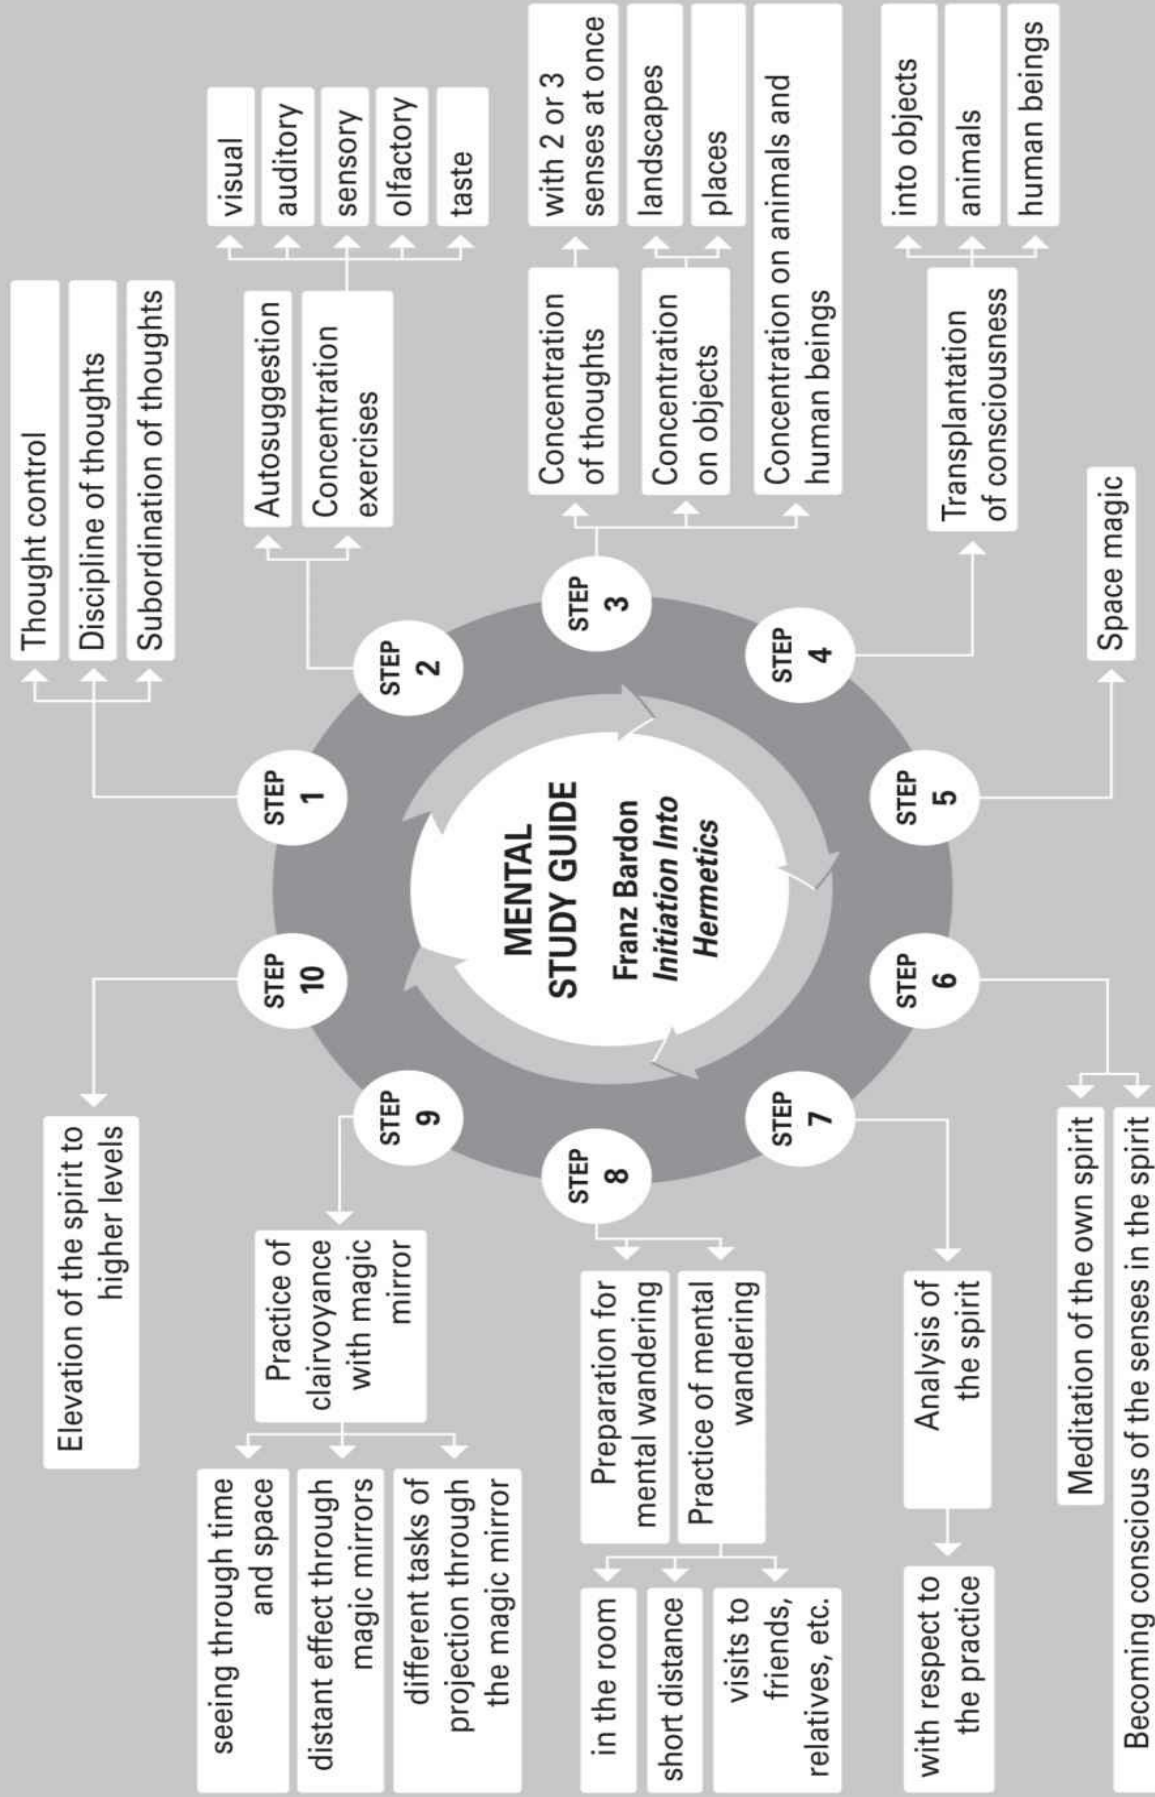 MENTAL
STUDY GUIDE
Franz Bardon
Initiation Into
Hermetics
STEP
1
Thought control
Discipline of thoughts
Subordination of thoughts
STEP
2
Autosuggestion
Concentration
exercises
visual
auditory
sensory
olfactory
taste
STEP
3
Concentration
of thoughts
with 2 or 3
senses at once
Concentration
on objects
landscapes
places
Concentration on animals and
human beings
STEP
4
Transplantation
of consciousness
into objects
animals
human beings
STEP
5
Space magic
STEP
6
Meditation of the own spirit
Becoming conscious of the senses in the spirit
STEP
7
Analysis of
the spirit
with respect to
the practice
STEP
8
Preparation for
mental wandering
Practice of mental
wandering
in the room
short distance
visits to
friends,
relatives, etc.
STEP
9
Practice of
clairvoyance
with magic
mirror
seeing through time
and space
distant effect through
magic mirrors
different tasks of
projection through
the magic mirror
STEP
10
Elevation of the spirit to
higher levels